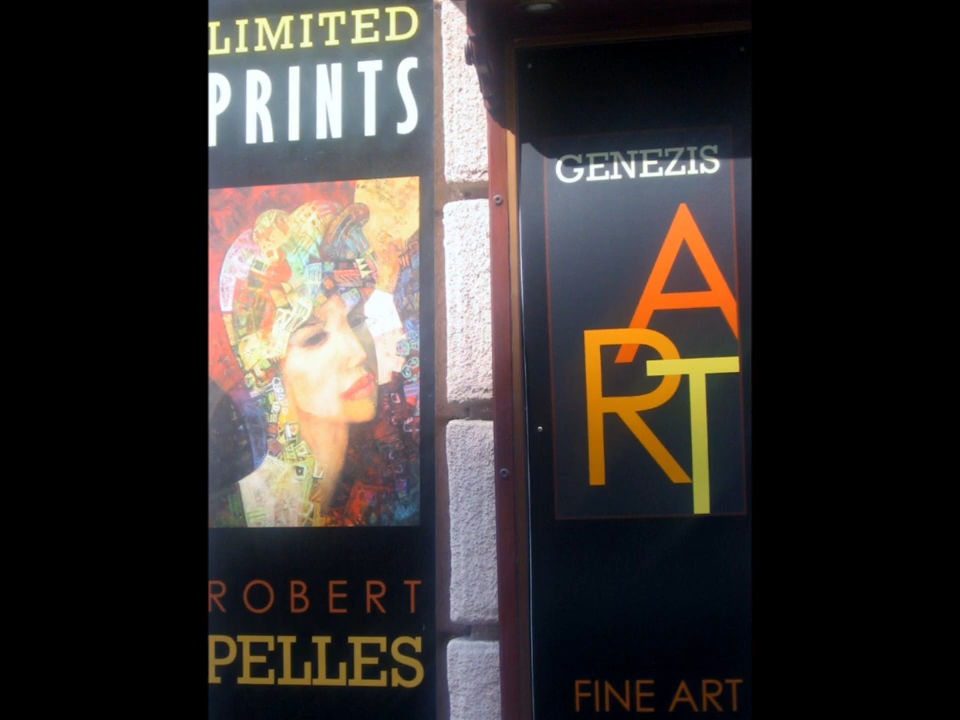 LIMITED
PRINTS
ROBERT
PELLES
GENEZIS
ART
FINE ART